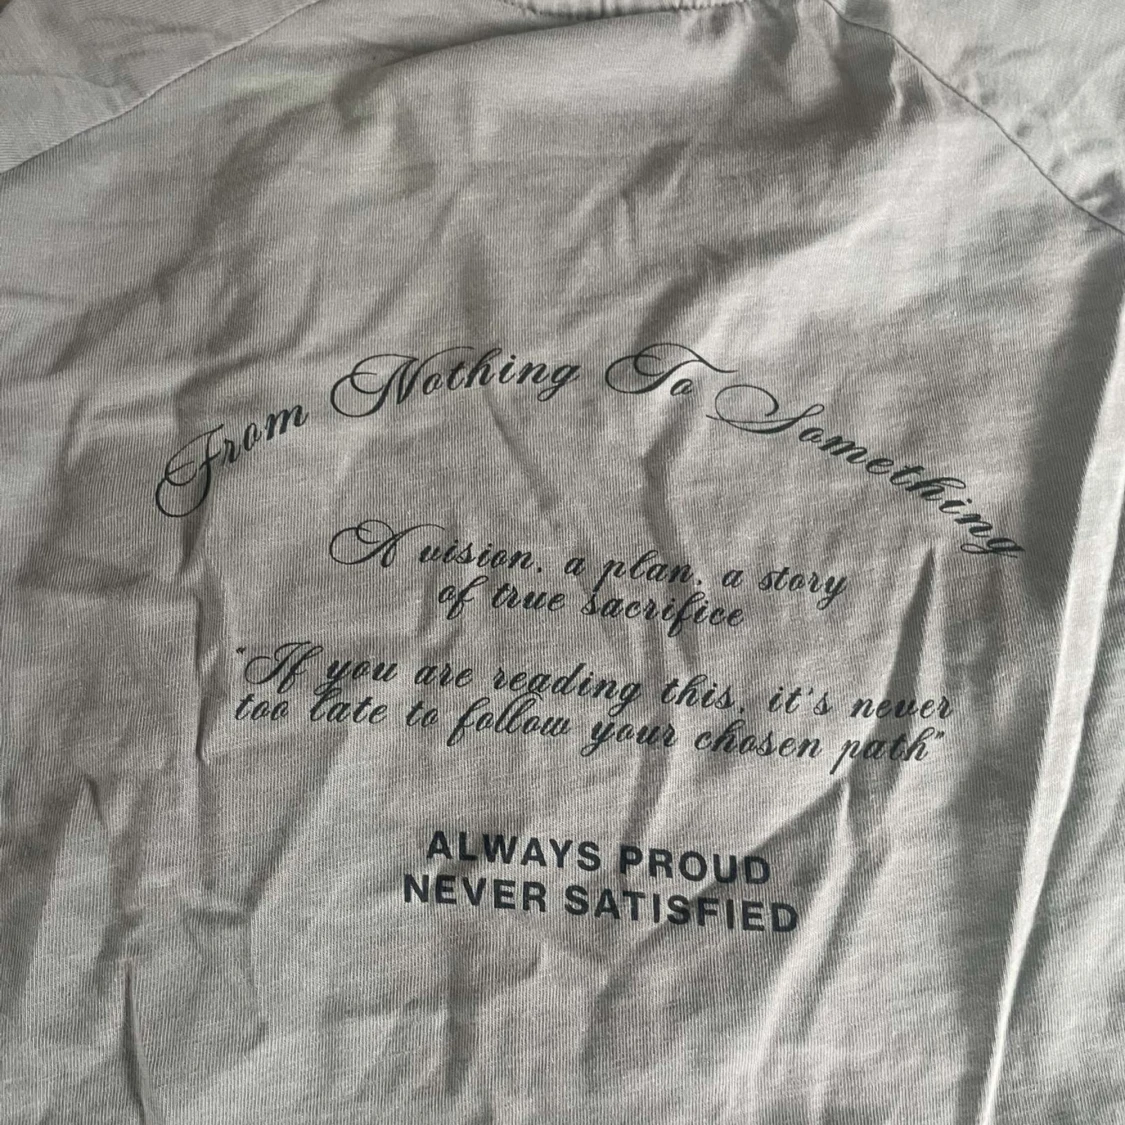 From Nothing To Something
A vision, a plan, a story
of true sacrifice
"If you are reading this, it's never
too late to follow your chosen path"
ALWAYS PROUD
NEVER SATISFIED